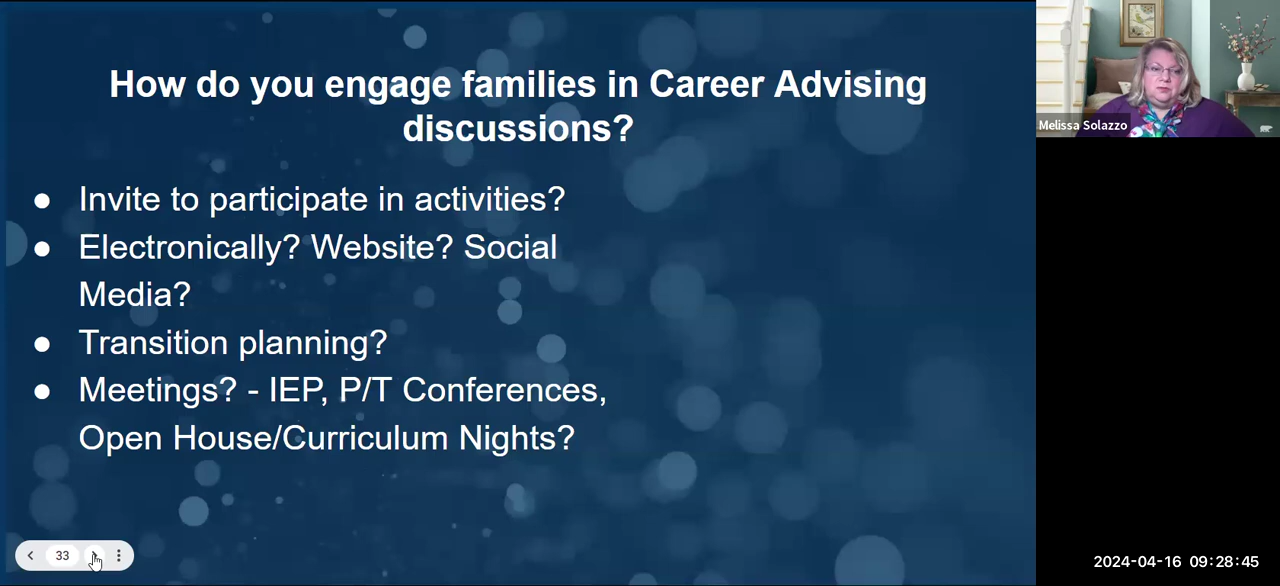 How do you engage families in Career Advising
discussions?
● Invite to participate in activities?
● Electronically? Website? Social
Media?
● Transition planning?
● Meetings? - IEP, P/T Conferences,
Open House/Curriculum Nights?
33
Melissa Solazzo
2024-04-16 09:28:45